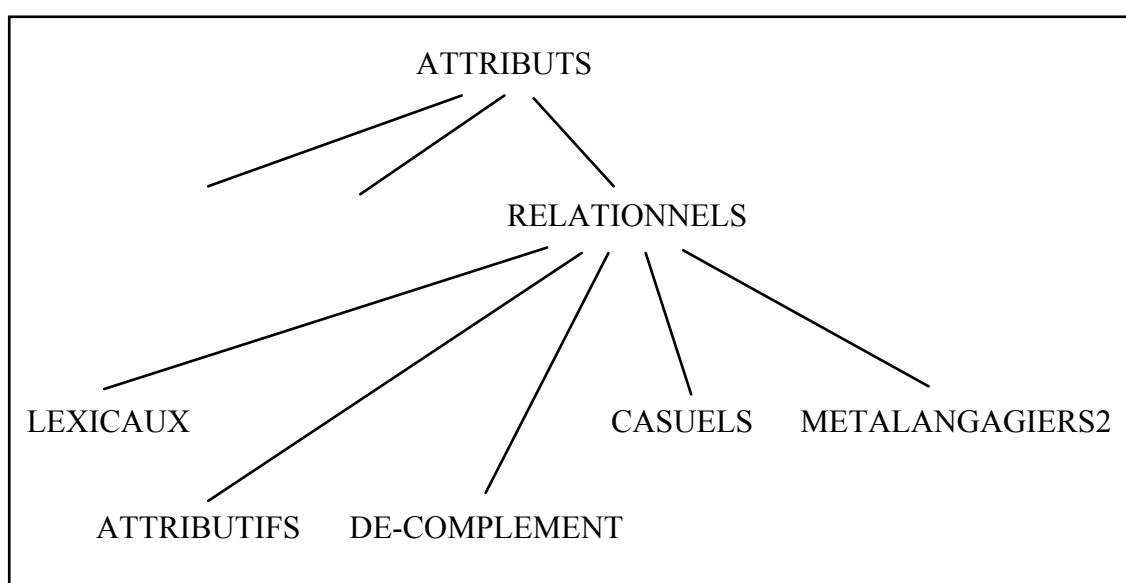 ATTRIBUTS
RELATIONNELS
LEXICAUX CASUELS METALANGAGIERS2
ATTRIBUTIFS DE-COMPLEMENT